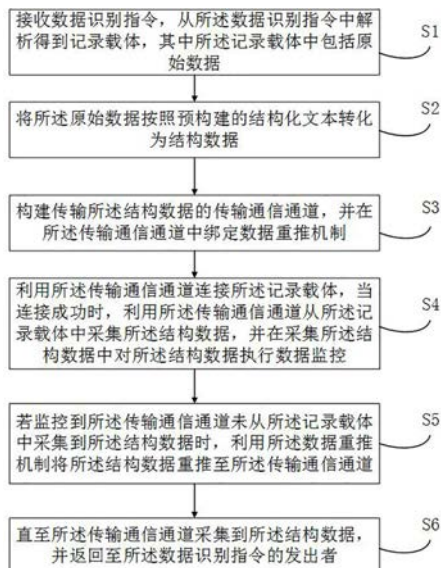 接收数据识别指令，从所述数据识别指令中解
析得到记录载体，其中所述记录载体中包括原
始数据
S1
将所述原始数据按照预构建的结构化文本转化
为结构数据
S2
构建传输所述结构数据的传输通信通道，并在
所述传输通信通道中绑定数据重推机制
S3
利用所述传输通信通道连接所述记录载体，当
连接成功时，利用所述传输通信通道从所述记
录载体中采集所述结构数据，并在采集所述结
构数据中对所述结构数据执行数据监控
S4
若监控到所述传输通信通道未从所述记录载体
中采集到所述结构数据时，利用所述数据重推
机制将所述结构数据重推至所述传输通信通道
S5
直至所述传输通信通道采集到所述结构数据，
并返回至所述数据识别指令的发出者
S6